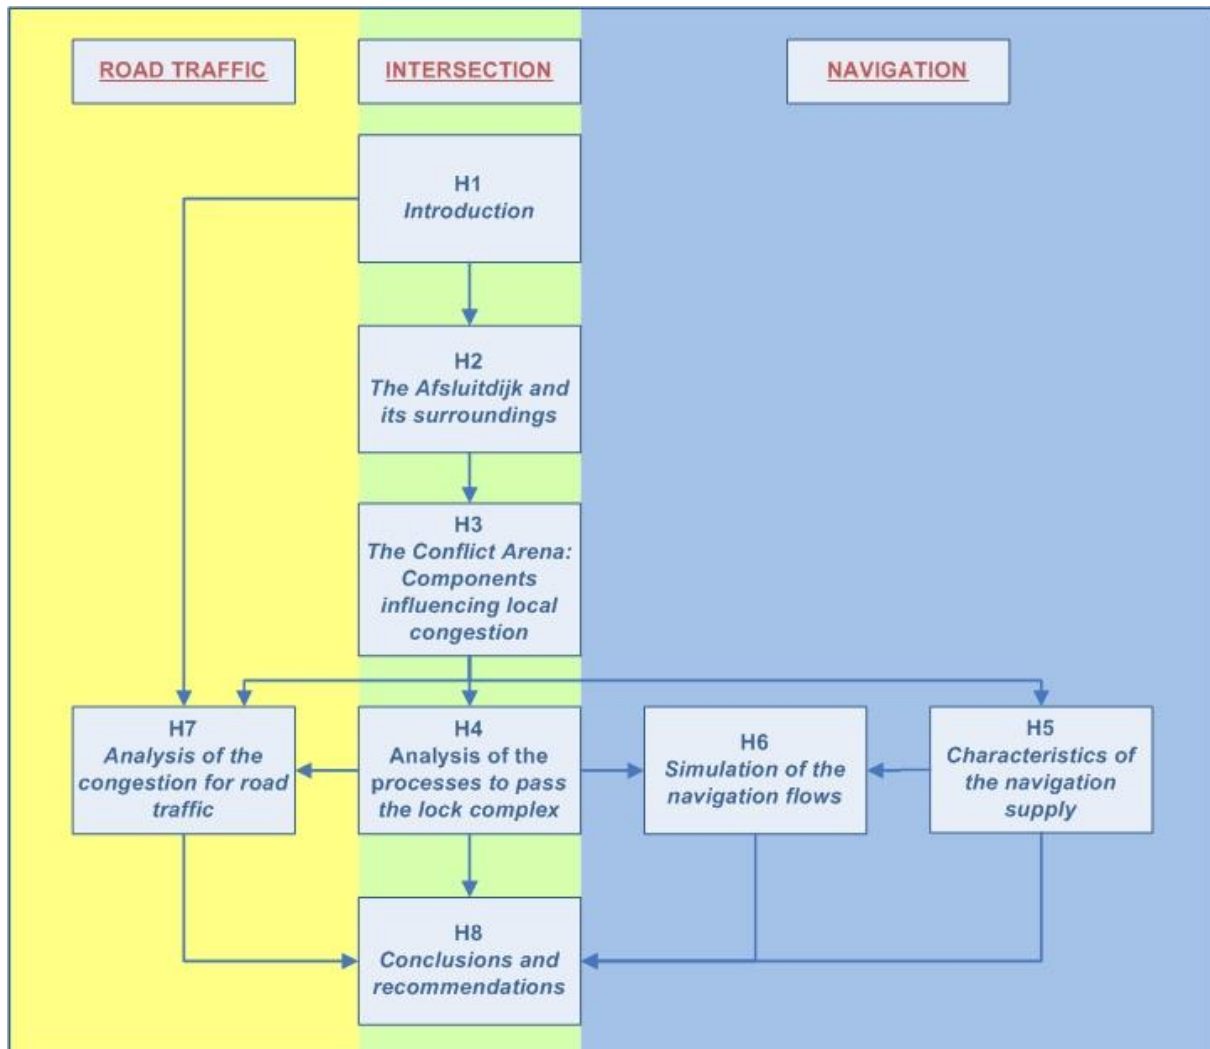 ROAD TRAFFIC
INTERSECTION
NAVIGATION
H1
Introduction
H2
The Afsluitdijk and
its surroundings
H3
The Conflict Arena:
Components
influencing local
congestion
H7
Analysis of the
congestion for road
traffic
H4
Analysis of the
processes to pass
the lock complex
H6
Simulation of the
navigation flows
H5
Characteristics of
the navigation
supply
H8
Conclusions and
recommendations